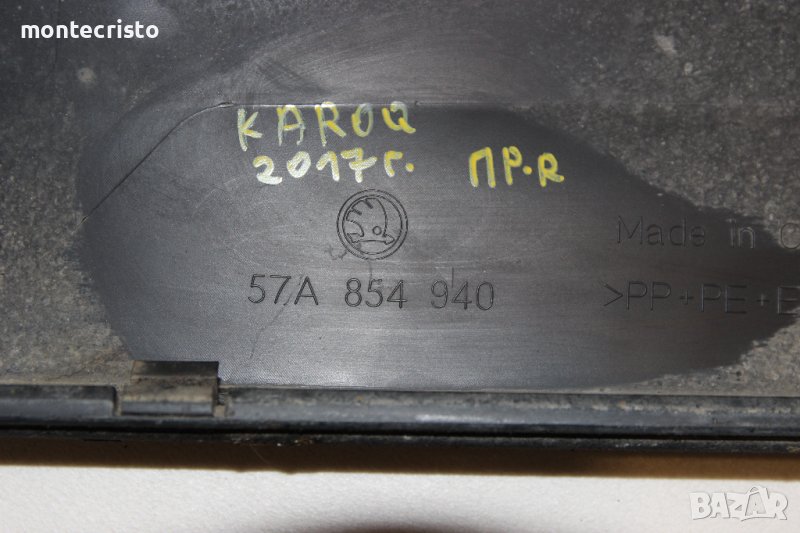 montecristo
KAROQ
2017г. ПР.R
Made in
57A 854 940
>PP+PE+
BAZAR